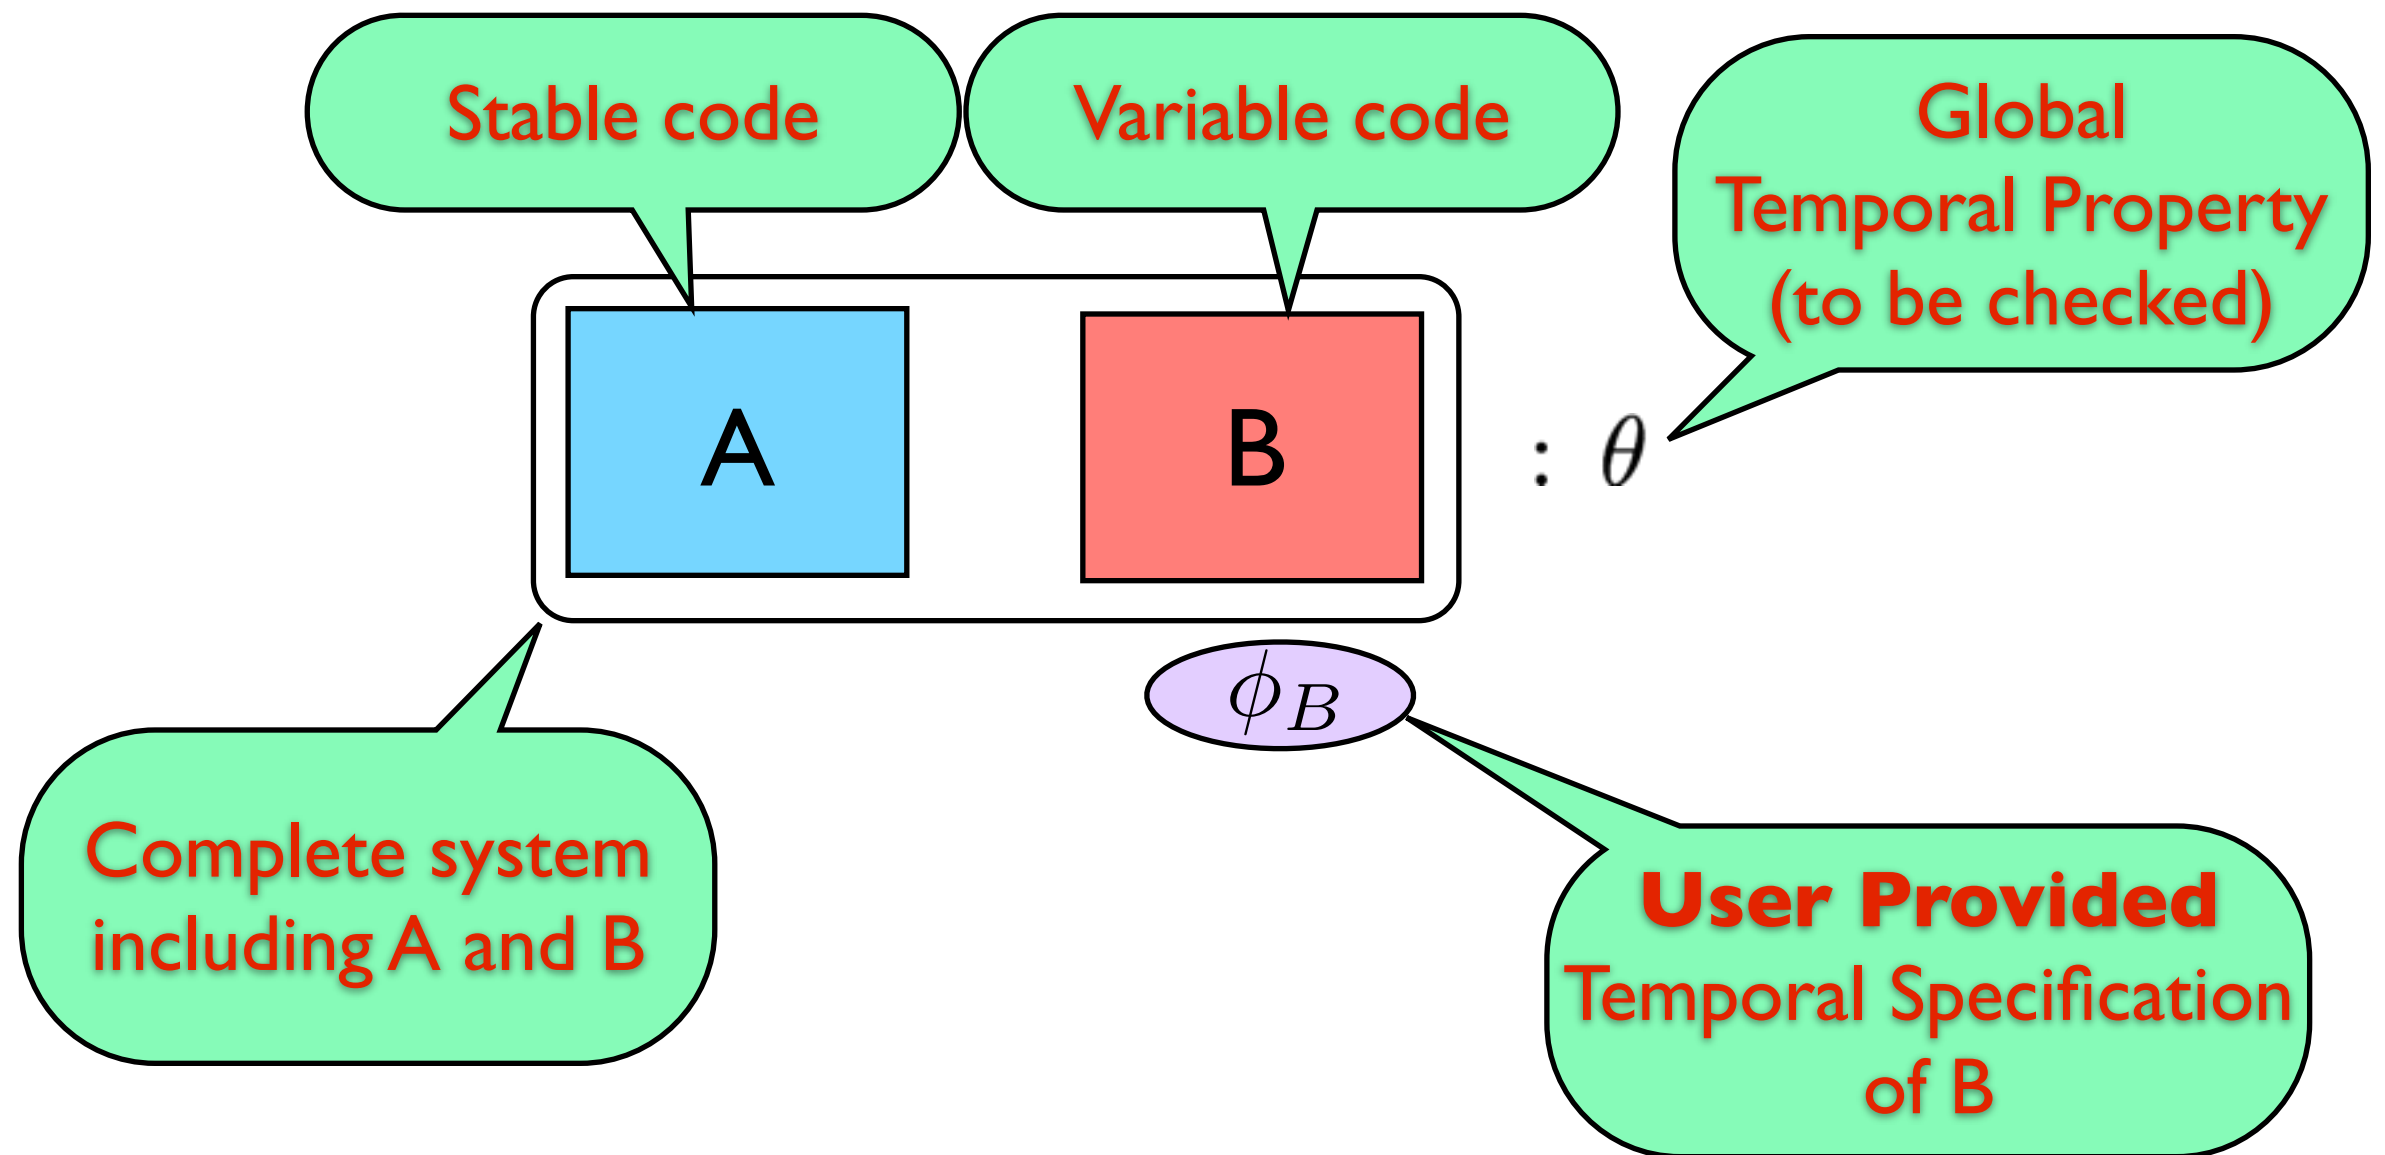 Stable code
Variable code
Global
Temporal Property
(to be checked)
A
B
: θ
ϕ_B
Complete system
including A and B
User Provided
Temporal Specification
of B